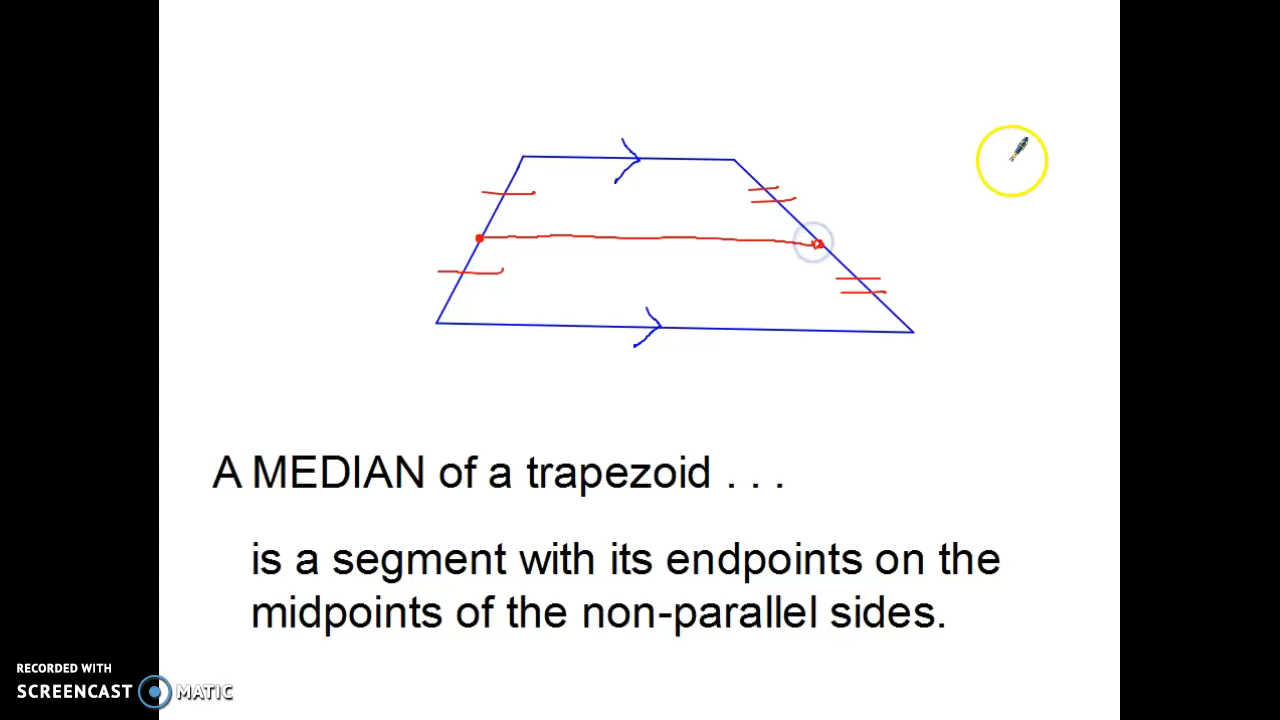 A MEDIAN of a trapezoid . . .
is a segment with its endpoints on the
midpoints of the non-parallel sides.
RECORDED WITH
SCREENCAST MATIC